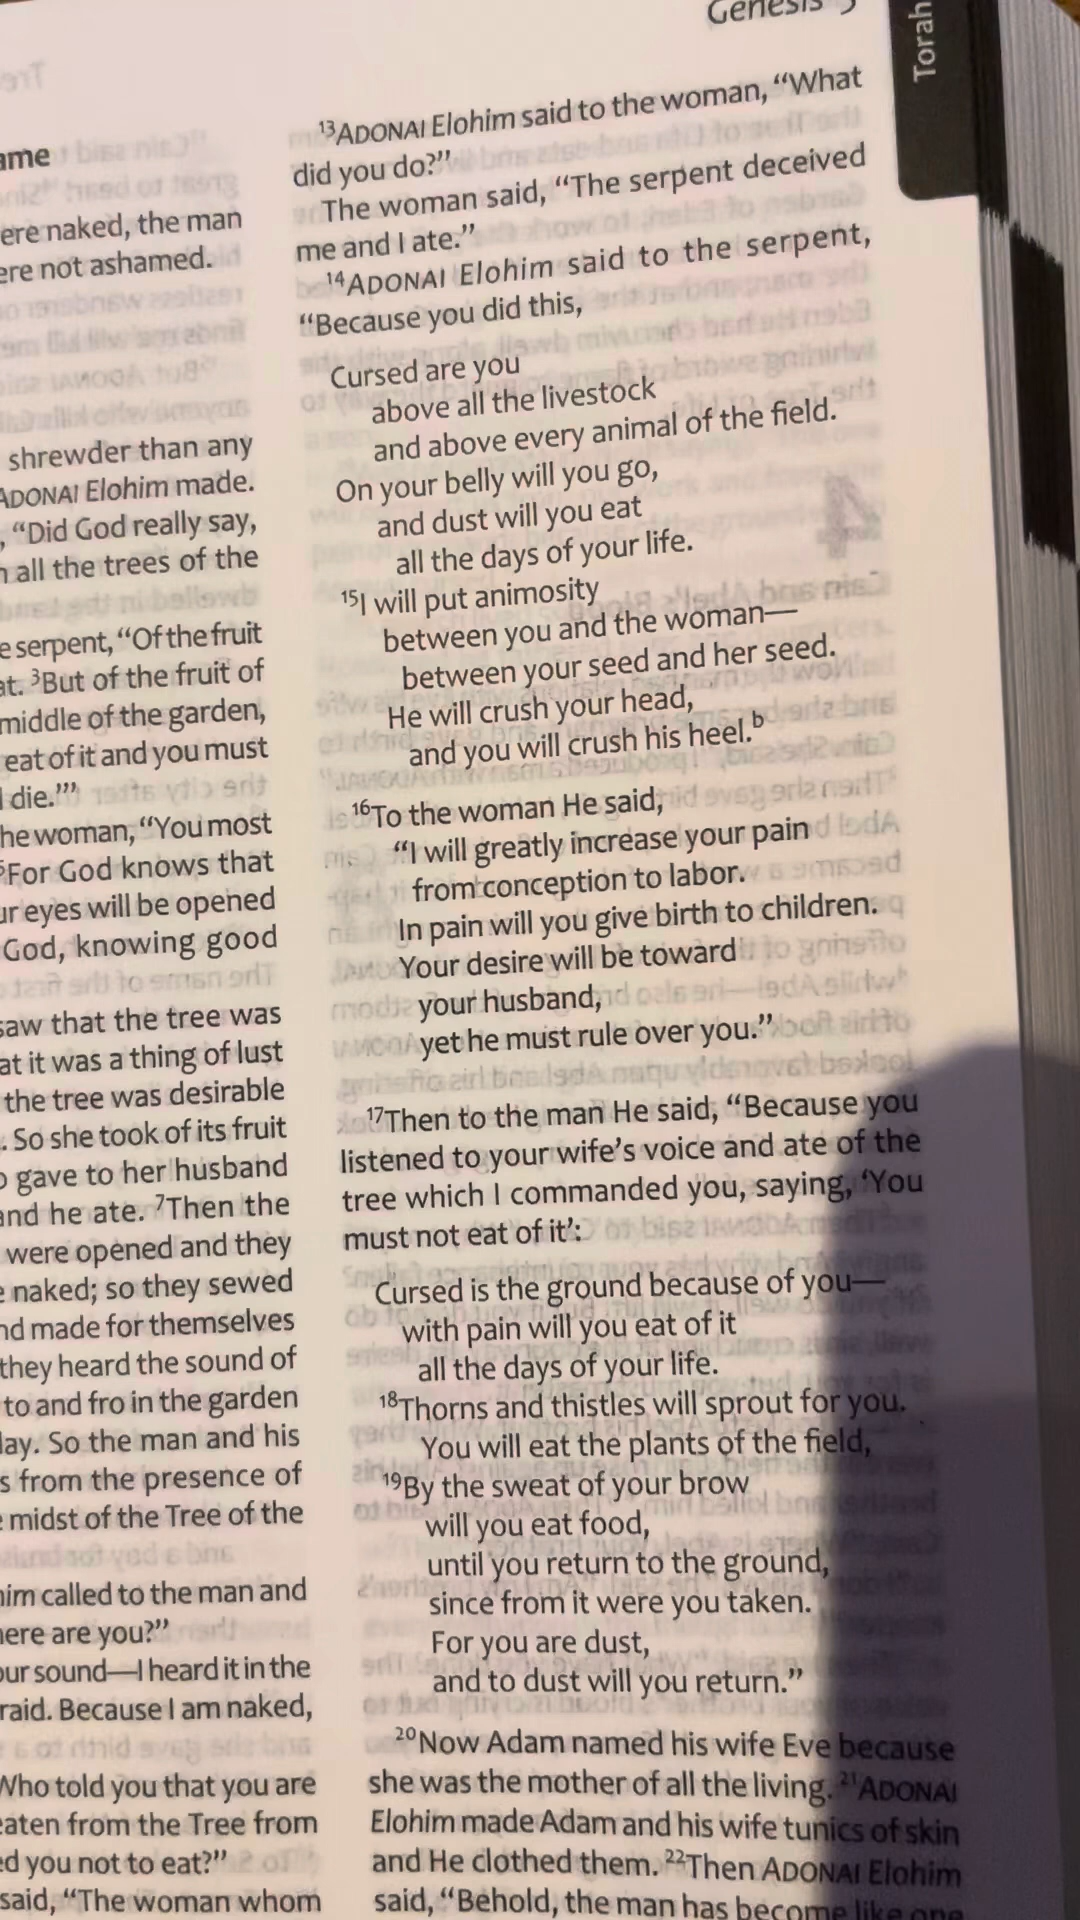 Genesis 3
Torah
ame
ere naked, the man
ere not ashamed.
shrewder than any
ADONAI Elohim made.
, “Did God really say,
all the trees of the
e serpent, “Of the fruit
at. ³But of the fruit of
middle of the garden,
eat of it and you must
die.’”
he woman, “You most
⁵For God knows that
ur eyes will be opened
God, knowing good
saw that the tree was
at it was a thing of lust
the tree was desirable
. So she took of its fruit
o gave to her husband
and he ate. ⁷Then the
were opened and they
e naked; so they sewed
nd made for themselves
they heard the sound of
to and fro in the garden
day. So the man and his
s from the presence of
e midst of the Tree of the
him called to the man and
here are you?”
our sound—I heard it in the
raid. Because I am naked,
Who told you that you are
eaten from the Tree from
ed you not to eat?”
said, “The woman whom
¹³ADONAI Elohim said to the woman, “What
did you do?”
The woman said, “The serpent deceived
me and I ate.”
¹⁴ADONAI Elohim said to the serpent,
“Because you did this,
Cursed are you
above all the livestock
and above every animal of the field.
On your belly will you go,
and dust will you eat
all the days of your life.
¹⁵I will put animosity
between you and the woman—
between your seed and her seed.
He will crush your head,
and you will crush his heel.ᵇ
¹⁶To the woman He said,
“I will greatly increase your pain
from conception to labor.
In pain will you give birth to children.
Your desire will be toward
your husband,
yet he must rule over you.”
¹⁷Then to the man He said, “Because you
listened to your wife’s voice and ate of the
tree which I commanded you, saying, ‘You
must not eat of it’:
Cursed is the ground because of you—
with pain will you eat of it
all the days of your life.
¹⁸Thorns and thistles will sprout for you.
You will eat the plants of the field,
¹⁹By the sweat of your brow
will you eat food,
until you return to the ground,
since from it were you taken.
For you are dust,
and to dust will you return.”
²⁰Now Adam named his wife Eve because
she was the mother of all the living. ²¹ADONAI
Elohim made Adam and his wife tunics of skin
and He clothed them. ²²Then ADONAI Elohim
said, “Behold, the man has become like one